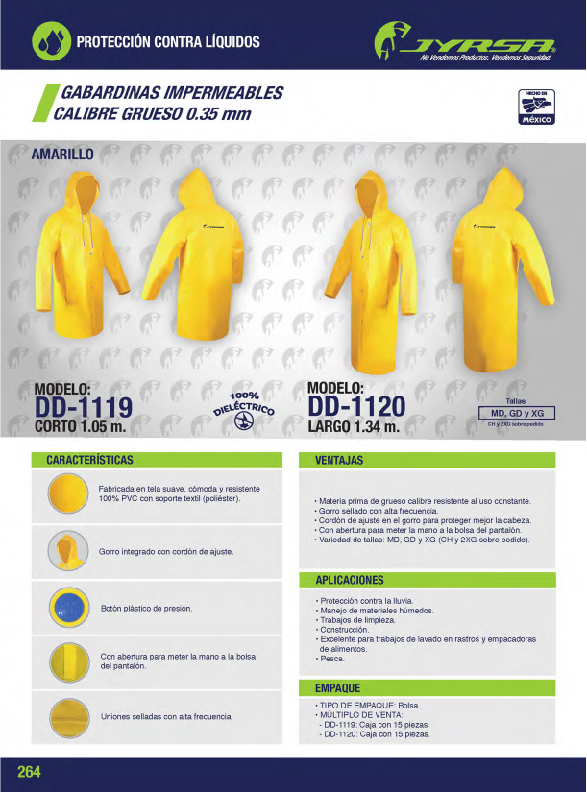 PROTECCIÓN CONTRA LÍQUIDOS
JYRSA®
No Vendemos Productos. Vendemos Seguridad.
GABARDINAS IMPERMEABLES
CALIBRE GRUESO 0.35 mm
HECHO EN
MÉXICO
AMARILLO
JYRSA
JYRSA
MODELO:
DD-1119
CORTO 1.05 m.
100%
DIELÉCTRICO
MODELO:
DD-1120
LARGO 1.34 m.
Tallas
MD, GD y XG
CH y 2XG sobrepedido
CARACTERÍSTICAS
Fabricada en tela suave, cómoda y resistente
100% PVC con soporte textil (poliéster).
Gorro integrado con cordón de ajuste.
Botón plástico de presión.
Con abertura para meter la mano a la bolsa
del pantalón.
Uniones selladas con alta frecuencia
VENTAJAS
• Materia prima de grueso calibre resistente al uso constante.
• Gorro sellado con alta frecuencia.
• Cordón de ajuste en el gorro para proteger mejor la cabeza.
• Con abertura para meter la mano a la bolsa del pantalón.
- Variedad de tallas: MD, GD y XG (CH y 2XG sobre pedido).
APLICACIONES
• Protección contra la lluvia.
• Manejo de materiales húmedos.
• Trabajos de limpieza.
• Construcción.
• Excelente para trabajos de lavado en rastros y empacadoras
de alimentos.
• Pesca.
EMPAQUE
• TIPO DE EMPAQUE: Bolsa
• MÚLTIPLO DE VENTA:
- DD-1119: Caja con 15 piezas
- DD-1120: Caja con 15 piezas.
264